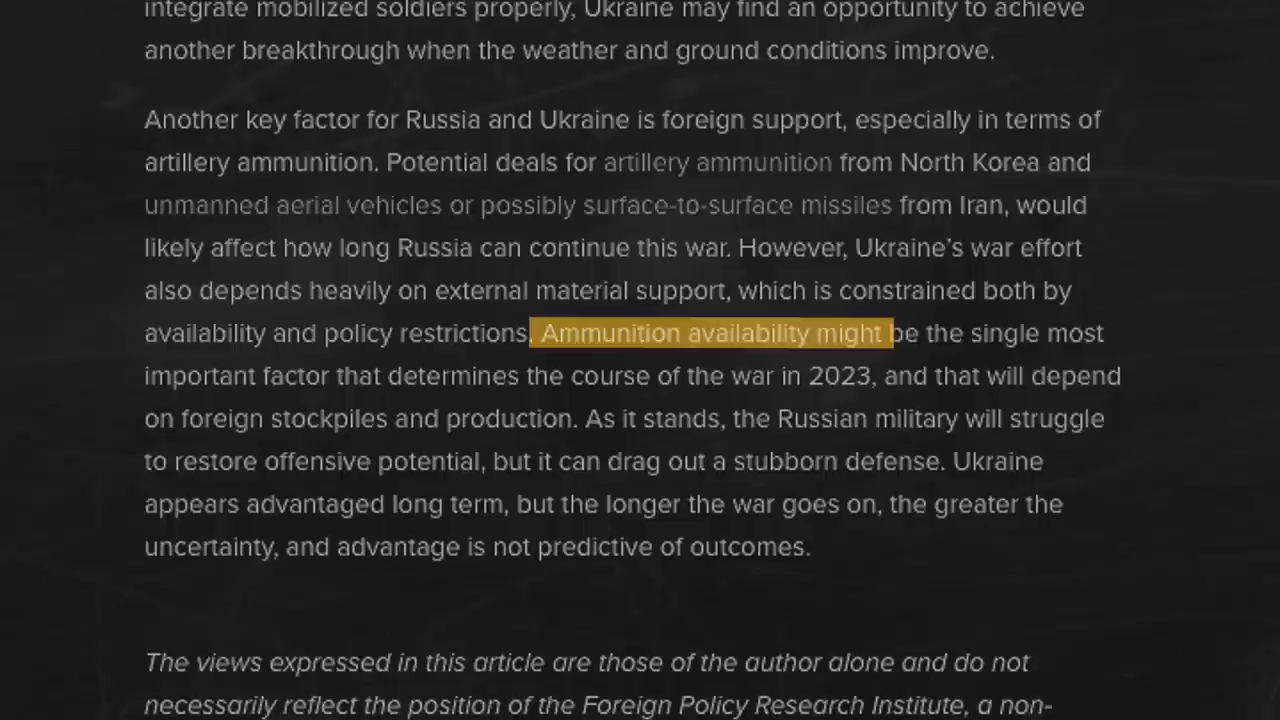 integrate mobilized soldiers properly, Ukraine may find an opportunity to achieve
another breakthrough when the weather and ground conditions improve.
Another key factor for Russia and Ukraine is foreign support, especially in terms of
artillery ammunition. Potential deals for artillery ammunition from North Korea and
unmanned aerial vehicles or possibly surface-to-surface missiles from Iran, would
likely affect how long Russia can continue this war. However, Ukraine’s war effort
also depends heavily on external material support, which is constrained both by
availability and policy restrictions. Ammunition availability might be the single most
important factor that determines the course of the war in 2023, and that will depend
on foreign stockpiles and production. As it stands, the Russian military will struggle
to restore offensive potential, but it can drag out a stubborn defense. Ukraine
appears advantaged long term, but the longer the war goes on, the greater the
uncertainty, and advantage is not predictive of outcomes.
The views expressed in this article are those of the author alone and do not
necessarily reflect the position of the Foreign Policy Research Institute, a non-